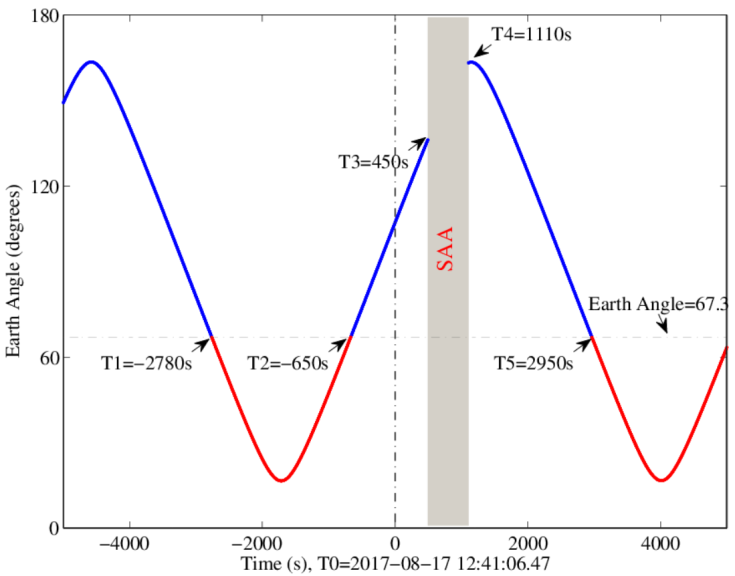 180
T4=1110s
T3=450s
120
SAA
Earth Angle (degrees)
Earth Angle=67.3
60
T1=−2780s
T2=−650s
T5=2950s
0
−4000
−2000
0
2000
4000
Time (s), T0=2017−08−17 12:41:06.47